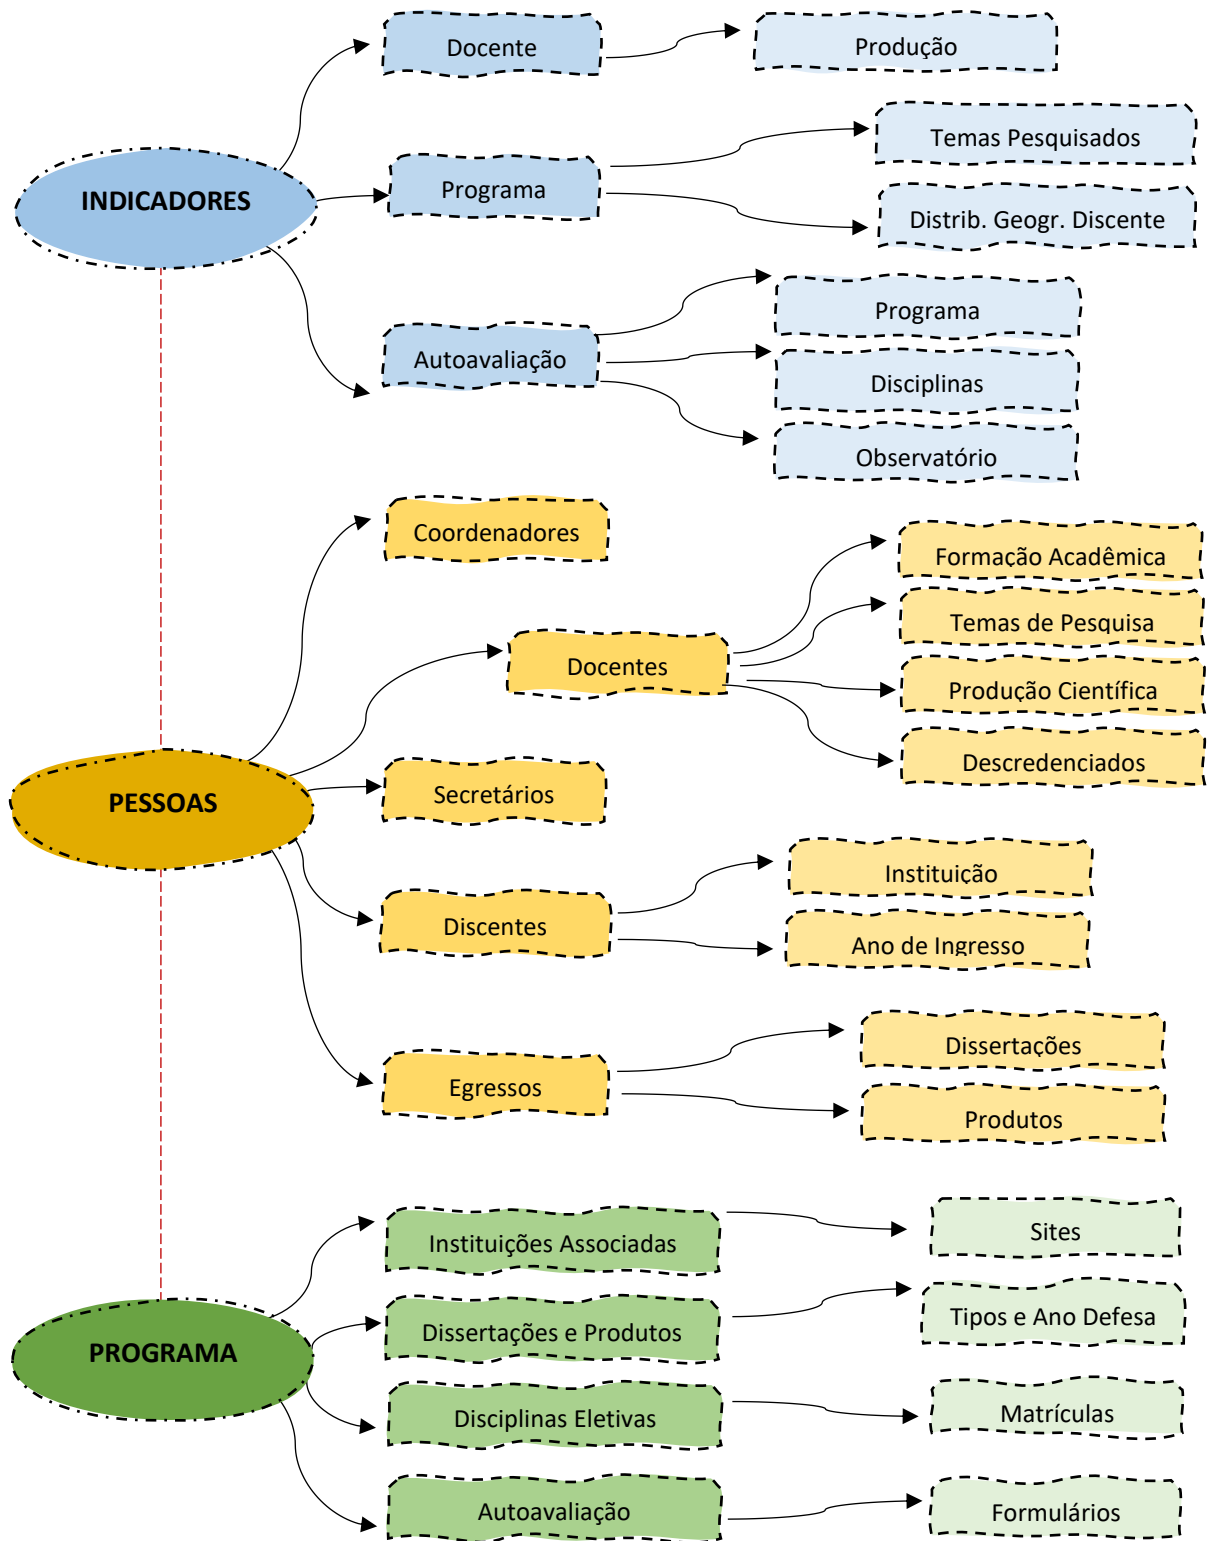 Docente
Produção
Temas Pesquisados
INDICADORES
Programa
Distrib. Geogr. Discente
Programa
Autoavaliação
Disciplinas
Observatório
Coordenadores
Formação Acadêmica
Temas de Pesquisa
Docentes
Produção Científica
Descredenciados
PESSOAS
Secretários
Instituição
Discentes
Ano de Ingresso
Dissertações
Egressos
Produtos
Instituições Associadas
Sites
Tipos e Ano Defesa
Dissertações e Produtos
PROGRAMA
Disciplinas Eletivas
Matrículas
Autoavaliação
Formulários